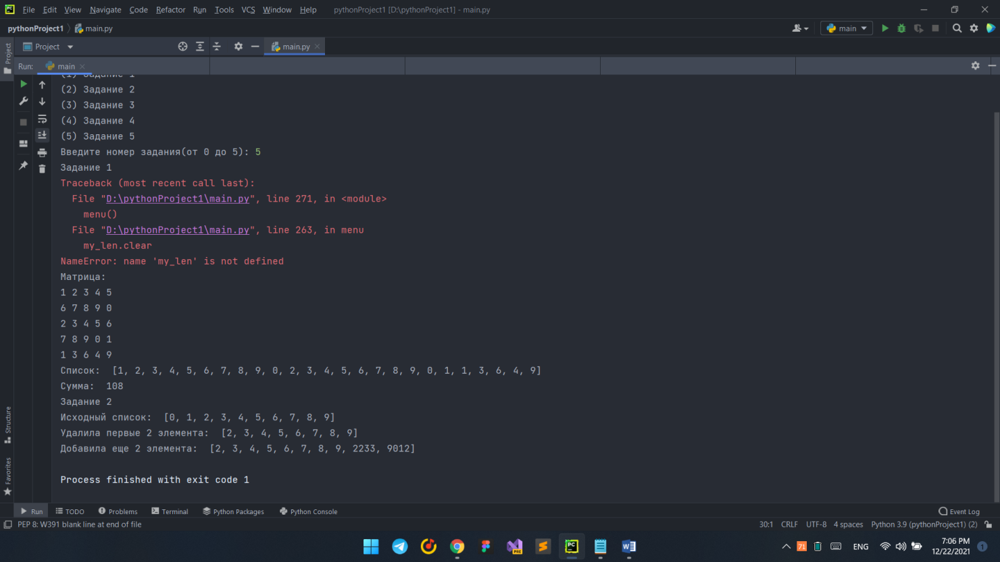 File Edit View Navigate Code Refactor Run Tools VCS Window Help pythonProject1 [D:\pythonProject1] - main.py
pythonProject1 main.py main
Project main.py
Project
Run: main
(1) Задание 1
(2) Задание 2
(3) Задание 3
(4) Задание 4
(5) Задание 5
Введите номер задания(от 0 до 5): 5
Задание 1
Traceback (most recent call last):
File "D:\pythonProject1\main.py", line 271, in <module>
menu()
File "D:\pythonProject1\main.py", line 263, in menu
my_len.clear
NameError: name 'my_len' is not defined
Матрица:
1 2 3 4 5
6 7 8 9 0
2 3 4 5 6
7 8 9 0 1
1 3 6 4 9
Список:  [1, 2, 3, 4, 5, 6, 7, 8, 9, 0, 2, 3, 4, 5, 6, 7, 8, 9, 0, 1, 1, 3, 6, 4, 9]
Сумма:  108
Задание 2
Исходный список:  [0, 1, 2, 3, 4, 5, 6, 7, 8, 9]
Удалила первые 2 элемента:  [2, 3, 4, 5, 6, 7, 8, 9]
Добавила еще 2 элемента:  [2, 3, 4, 5, 6, 7, 8, 9, 2233, 9012]
Process finished with exit code 1
Structure
Favorites
Run TODO Problems Terminal Python Packages Python Console Event Log
PEP 8: W391 blank line at end of file 30:1 CRLF UTF-8 4 spaces Python 3.9 (pythonProject1) (2)
71 ENG 7:06 PM
12/22/2021 1